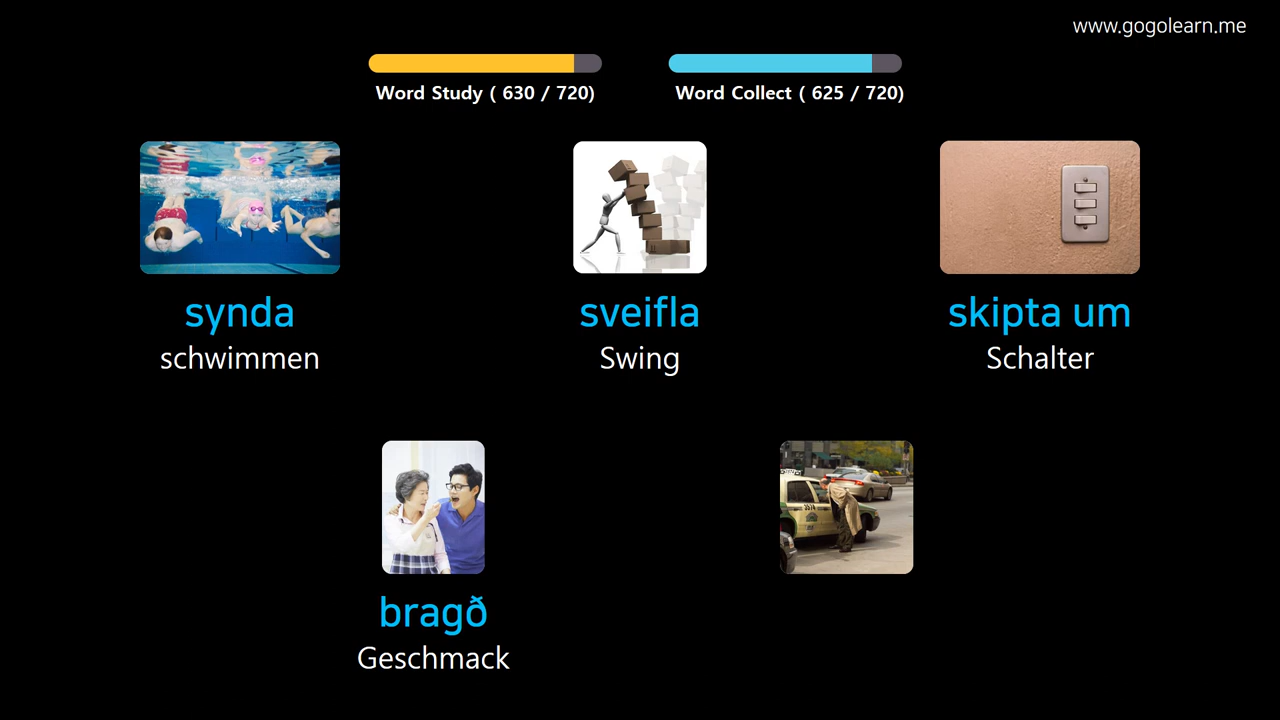 www.gogolearn.me
Word Study ( 630 / 720)
Word Collect ( 625 / 720)
synda
schwimmen
sveifla
Swing
skipta um
Schalter
bragð
Geschmack